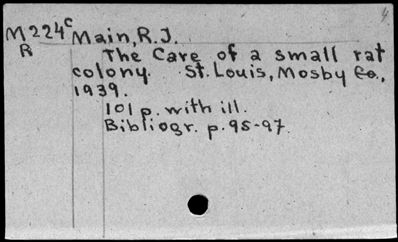 M224c Main, R.J.
R The Care of a small rat
colony. St. Louis, Mosby Co.,
1939.
101 p. with ill.
Bibliogr. p. 95-97.